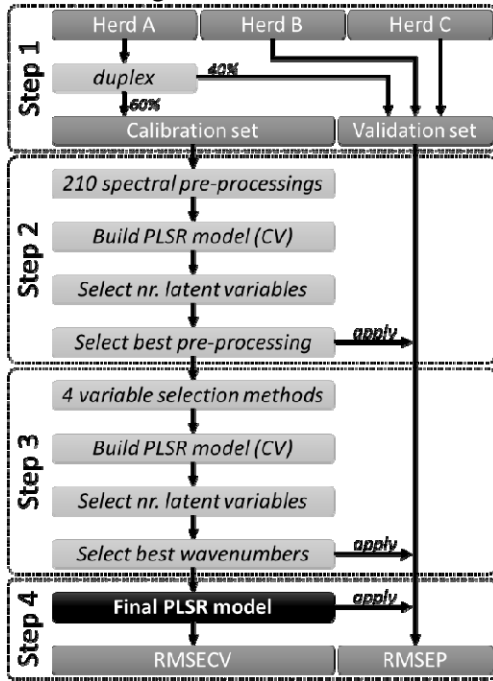 Step 1
Herd A
Herd B
Herd C
duplex
40%
60%
Calibration set
Validation set
Step 2
210 spectral pre-processings
Build PLSR model (CV)
Select nr. latent variables
Select best pre-processing
apply
Step 3
4 variable selection methods
Build PLSR model (CV)
Select nr. latent variables
Select best wavenumbers
apply
Step 4
Final PLSR model
apply
RMSECV
RMSEP